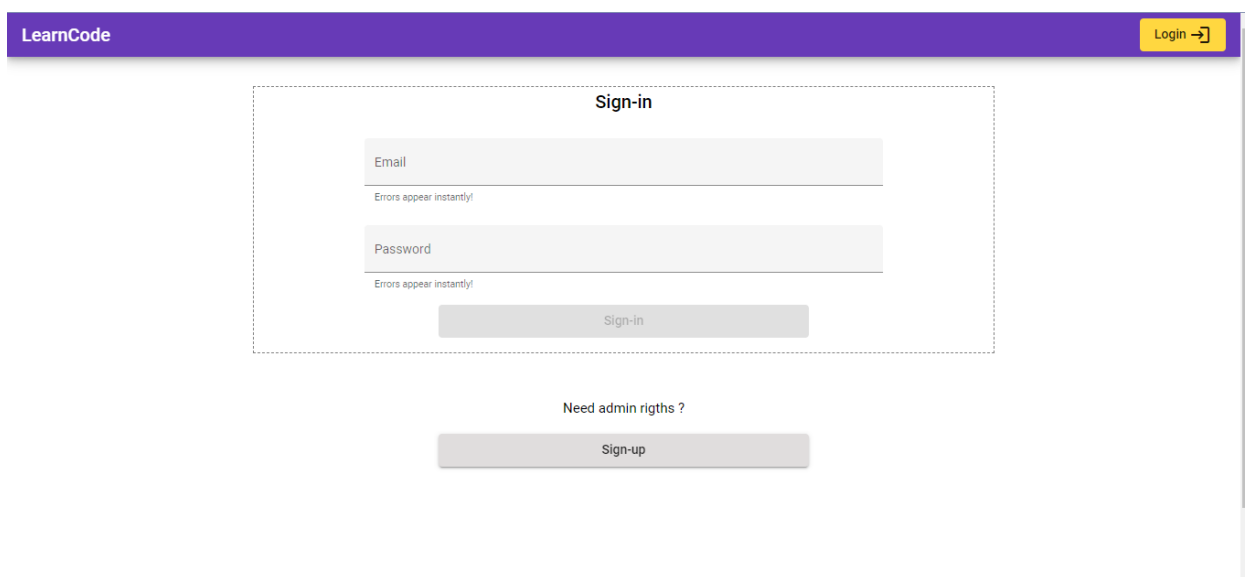 LearnCode
Login
Sign-in
Email
Errors appear instantly!
Password
Errors appear instantly!
Sign-in
Need admin rigths ?
Sign-up